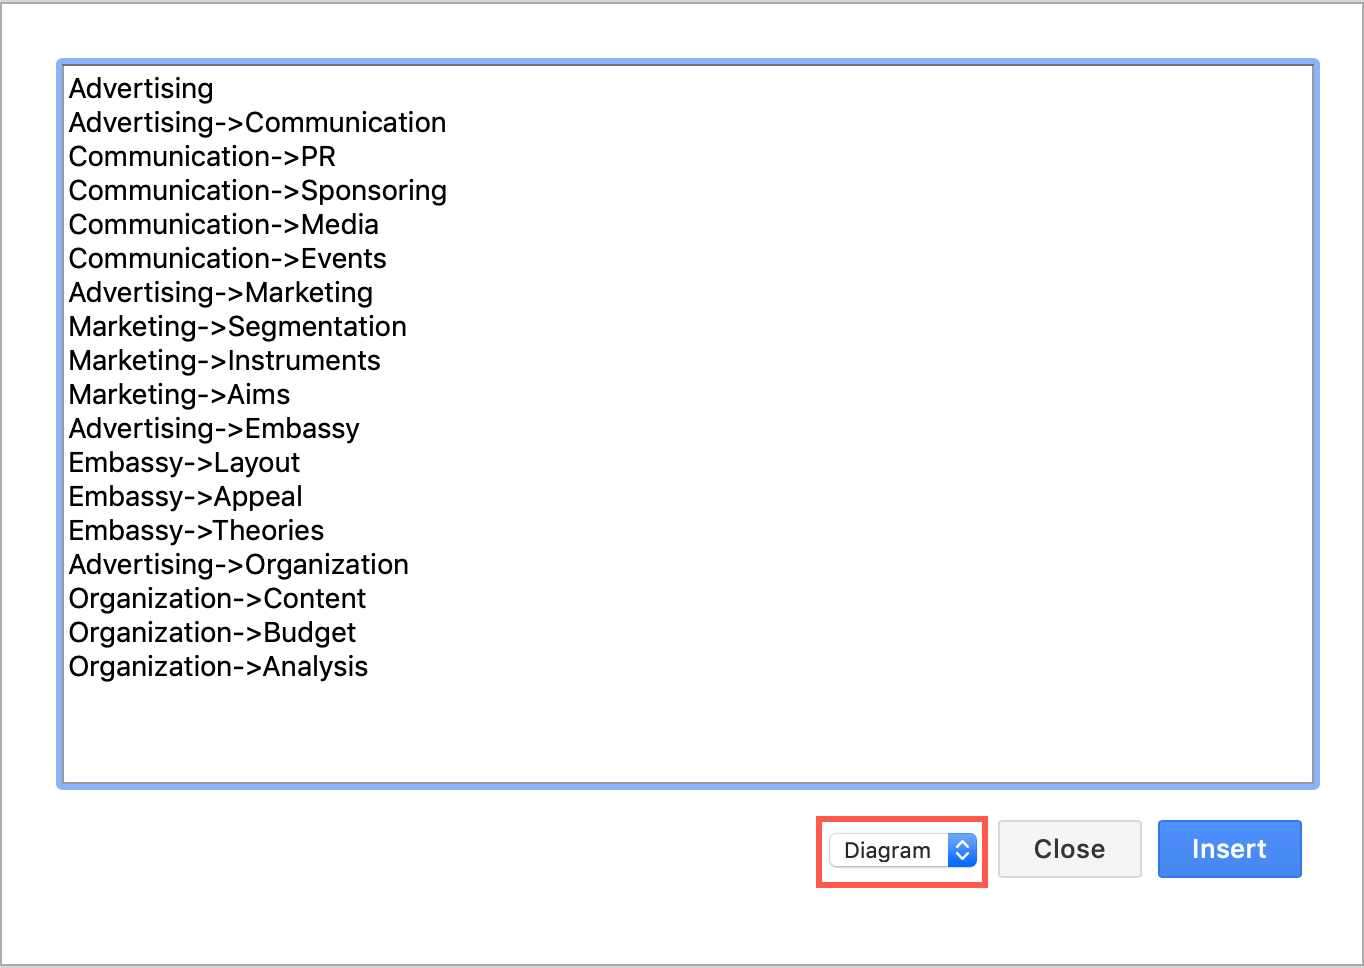 Advertising
Advertising->Communication
Communication->PR
Communication->Sponsoring
Communication->Media
Communication->Events
Advertising->Marketing
Marketing->Segmentation
Marketing->Instruments
Marketing->Aims
Advertising->Embassy
Embassy->Layout
Embassy->Appeal
Embassy->Theories
Advertising->Organization
Organization->Content
Organization->Budget
Organization->Analysis
Diagram Close Insert